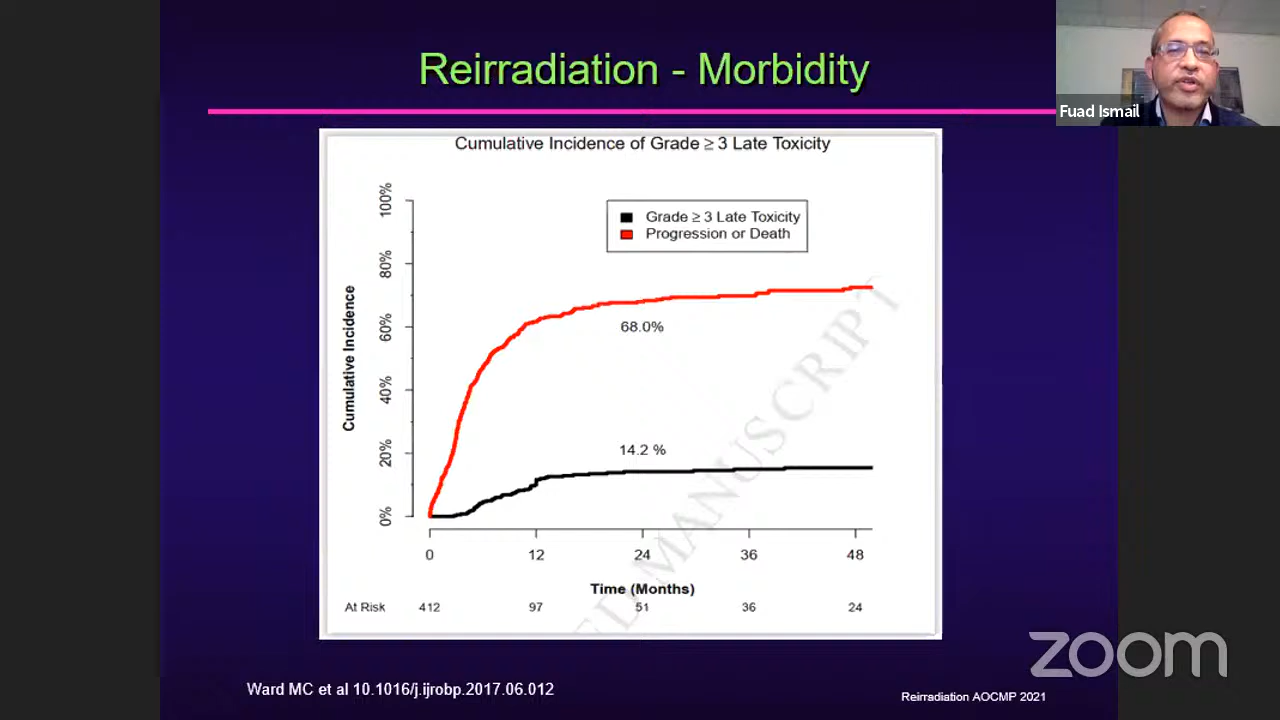 Reirradiation - Morbidity
Fuad Ismail
Cumulative Incidence of Grade ≥ 3 Late Toxicity
Grade ≥ 3 Late Toxicity
Progression or Death
Cumulative Incidence
100%
80%
60%
40%
20%
0%
68.0%
14.2 %
0 12 24 36 48
Time (Months)
At Risk 412 97 51 36 24
ED MANUSCRIPT
zoom
Ward MC et al 10.1016/j.ijrobp.2017.06.012
Reirradiation AOCMP 2021